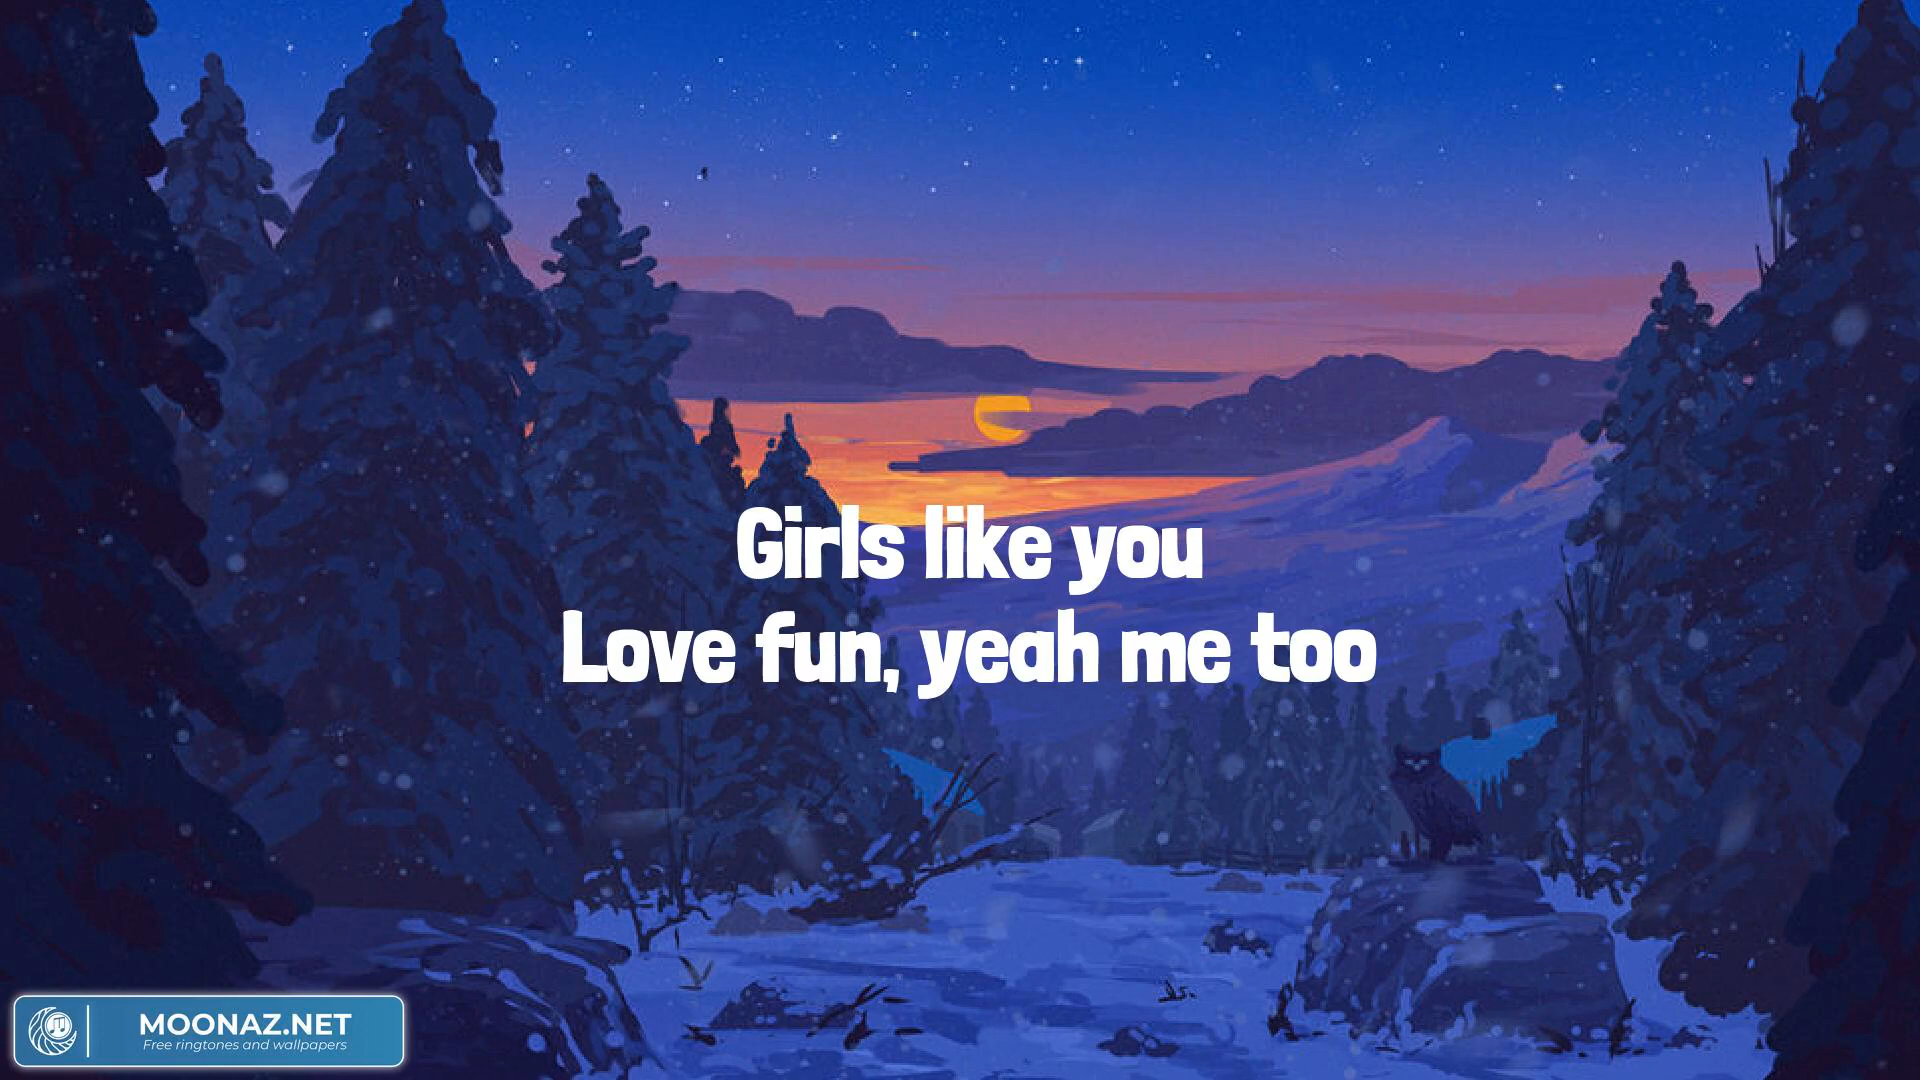 Girls like you
Love fun, yeah me too
MOONAZ.NET
Free ringtones and wallpapers